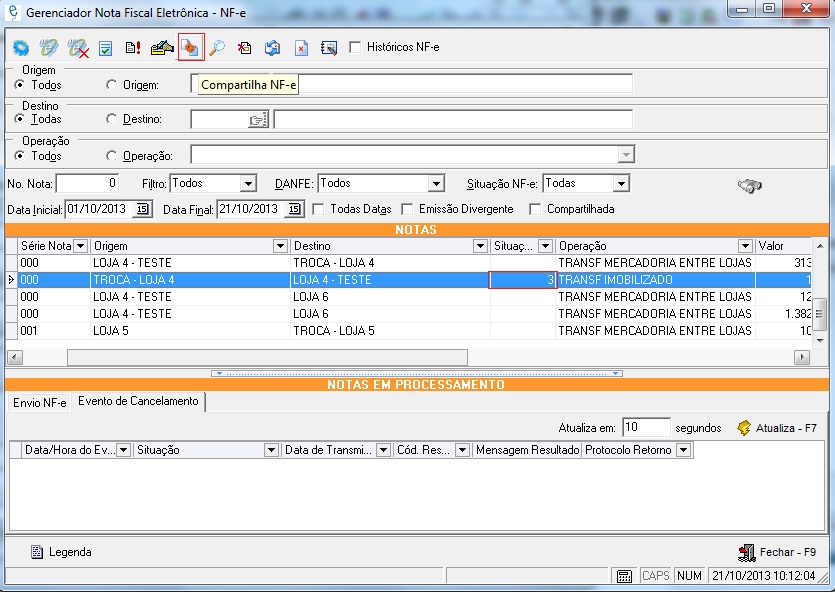 Gerenciador Nota Fiscal Eletrônica - NF-e
Históricos NF-e
Origem
Todos Origem:
Compartilha NF-e
Destino
Todas Destino:
Operação
Todos Operação:
No. Nota: 0 Filtro: Todos DANFE: Todos Situação NF-e: Todas
Data Inicial: 01/10/2013 15 Data Final: 21/10/2013 15 Todas Datas Emissão Divergente Compartilhada
NOTAS
Série Nota Origem Destino Situaç... Operação Valor
000 LOJA 4 - TESTE TROCA - LOJA 4 TRANSF MERCADORIA ENTRE LOJAS 313
000 TROCA - LOJA 4 LOJA 4 - TESTE 3 TRANSF IMOBILIZADO 1
000 LOJA 4 - TESTE LOJA 6 TRANSF MERCADORIA ENTRE LOJAS 12
000 LOJA 4 - TESTE LOJA 6 TRANSF MERCADORIA ENTRE LOJAS 1.382
001 LOJA 5 TROCA - LOJA 5 TRANSF MERCADORIA ENTRE LOJAS 10
NOTAS EM PROCESSAMENTO
Envio NF-e Evento de Cancelamento
Atualiza em: 10 segundos Atualiza - F7
Data/Hora do Ev... Situação Data de Transmi... Cód. Res... Mensagem Resultado Protocolo Retorno
Legenda Fechar - F9
CAPS NUM 21/10/2013 10:12:04